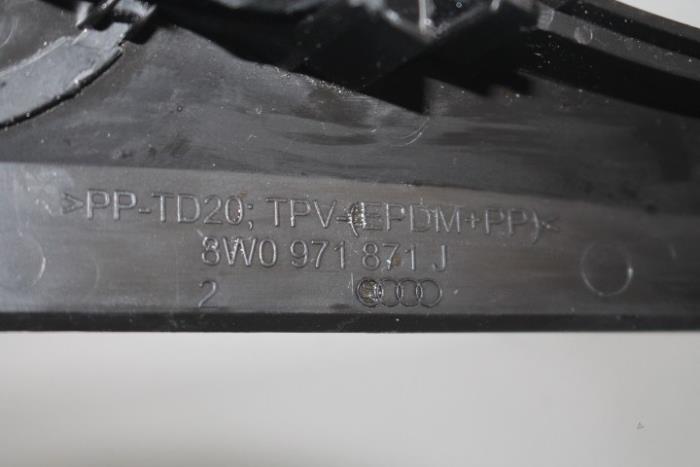 >PP-TD20; TPV-(EPDM+PP)<
8W0 971 871 J
2